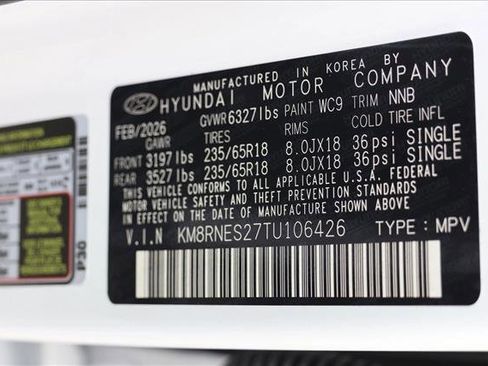 MANUFACTURED IN KOREA BY
HYUNDAI MOTOR COMPANY
FEB/2026 GVWR 6327lbs PAINT WC9 TRIM NNB
GAWR TIRES RIMS COLD TIRE INFL
FRONT 3197lbs 235/65R18 8.0JX18 36psi SINGLE
REAR 3527lbs 235/65R18 8.0JX18 36psi SINGLE
THIS VEHICLE CONFORMS TO ALL APPLICABLE U.S.A. FEDERAL
MOTOR VEHICLE SAFETY AND THEFT PREVENTION STANDARDS
IN EFFECT ON THE DATE OF MANUFACTURE SHOWN ABOVE
V.I.N KM8RNES27TU106426 TYPE: MPV
P30